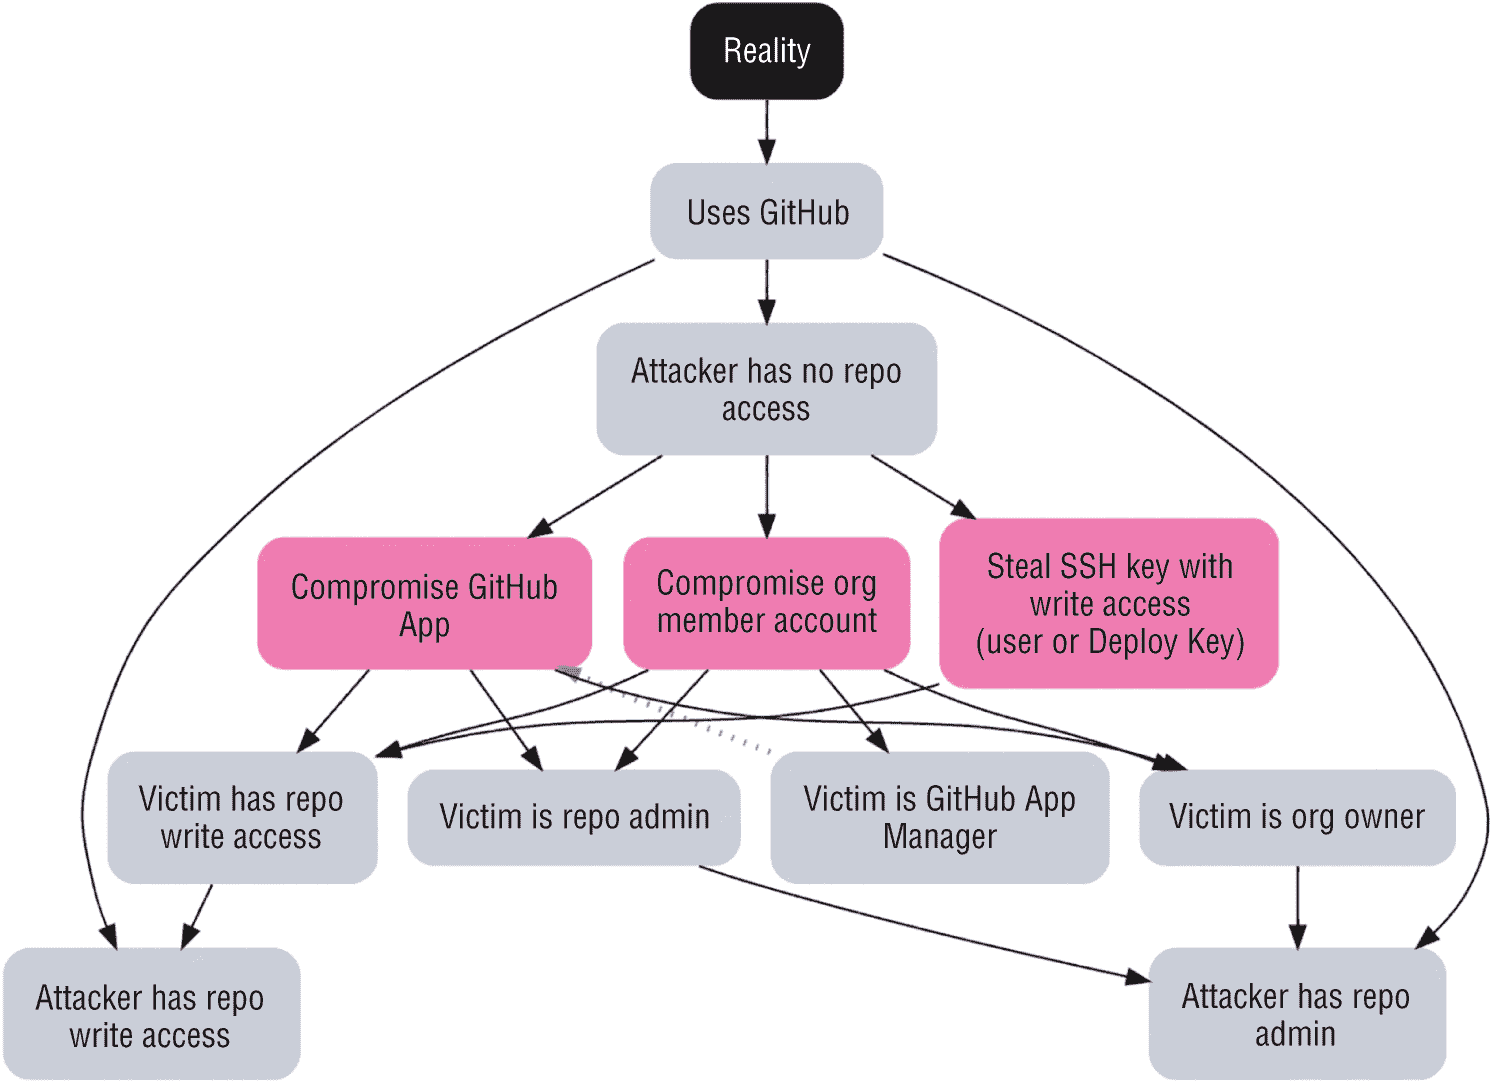 Reality
Uses GitHub
Attacker has no repo
access
Compromise GitHub
App
Compromise org
member account
Steal SSH key with
write access
(user or Deploy Key)
Victim has repo
write access
Victim is repo admin
Victim is GitHub App
Manager
Victim is org owner
Attacker has repo
write access
Attacker has repo
admin